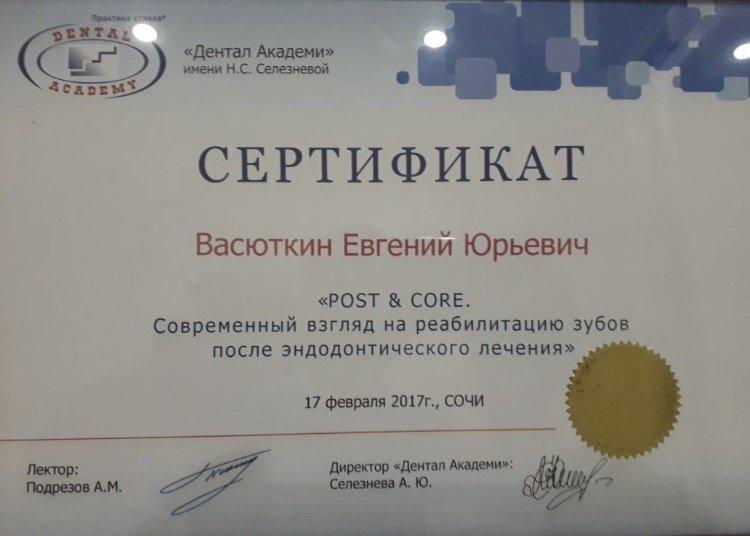 Практика успеха!
DENTAL
ACADEMY
«Дентал Академи»
имени Н.С. Селезневой
СЕРТИФИКАТ
Васюткин Евгений Юрьевич
«POST & CORE.
Современный взгляд на реабилитацию зубов
после эндодонтического лечения»
17 февраля 2017г., СОЧИ
Лектор:
Подрезов А.М.
Директор «Дентал Академи»:
Селезнева А. Ю.